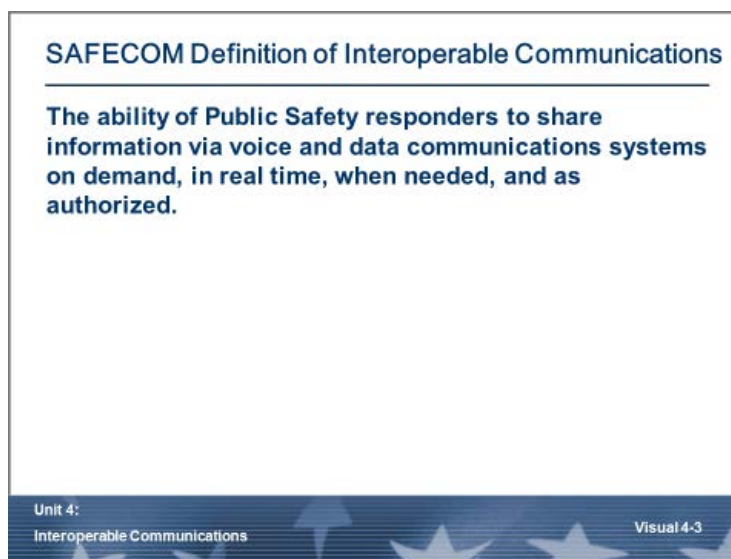 SAFECOM Definition of Interoperable Communications
The ability of Public Safety responders to share
information via voice and data communications systems
on demand, in real time, when needed, and as
authorized.
Unit 4:
Interoperable Communications
Visual 4-3